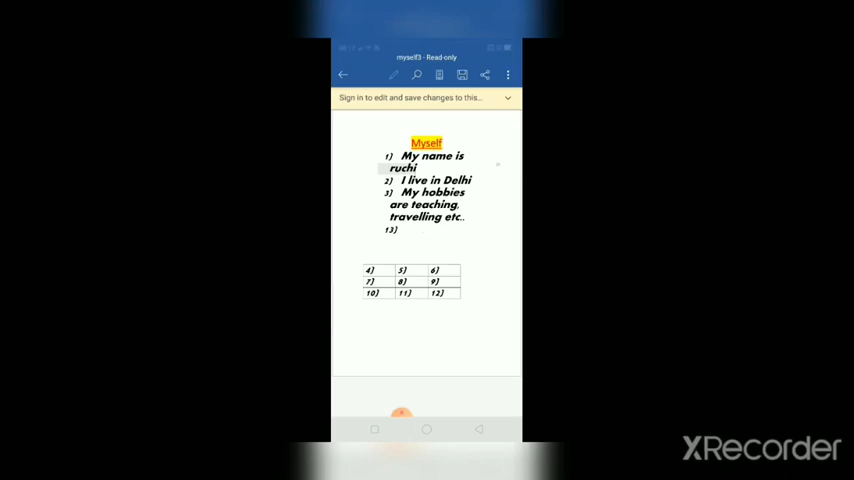 myself3 - Read-only
Sign in to edit and save changes to this...
Myself
1] My name is
ruchi
2] I live in Delhi
3] My hobbies
are teaching,
travelling etc..
13]
4] 5] 6]
7] 8] 9]
10] 11] 12]
XRecorder